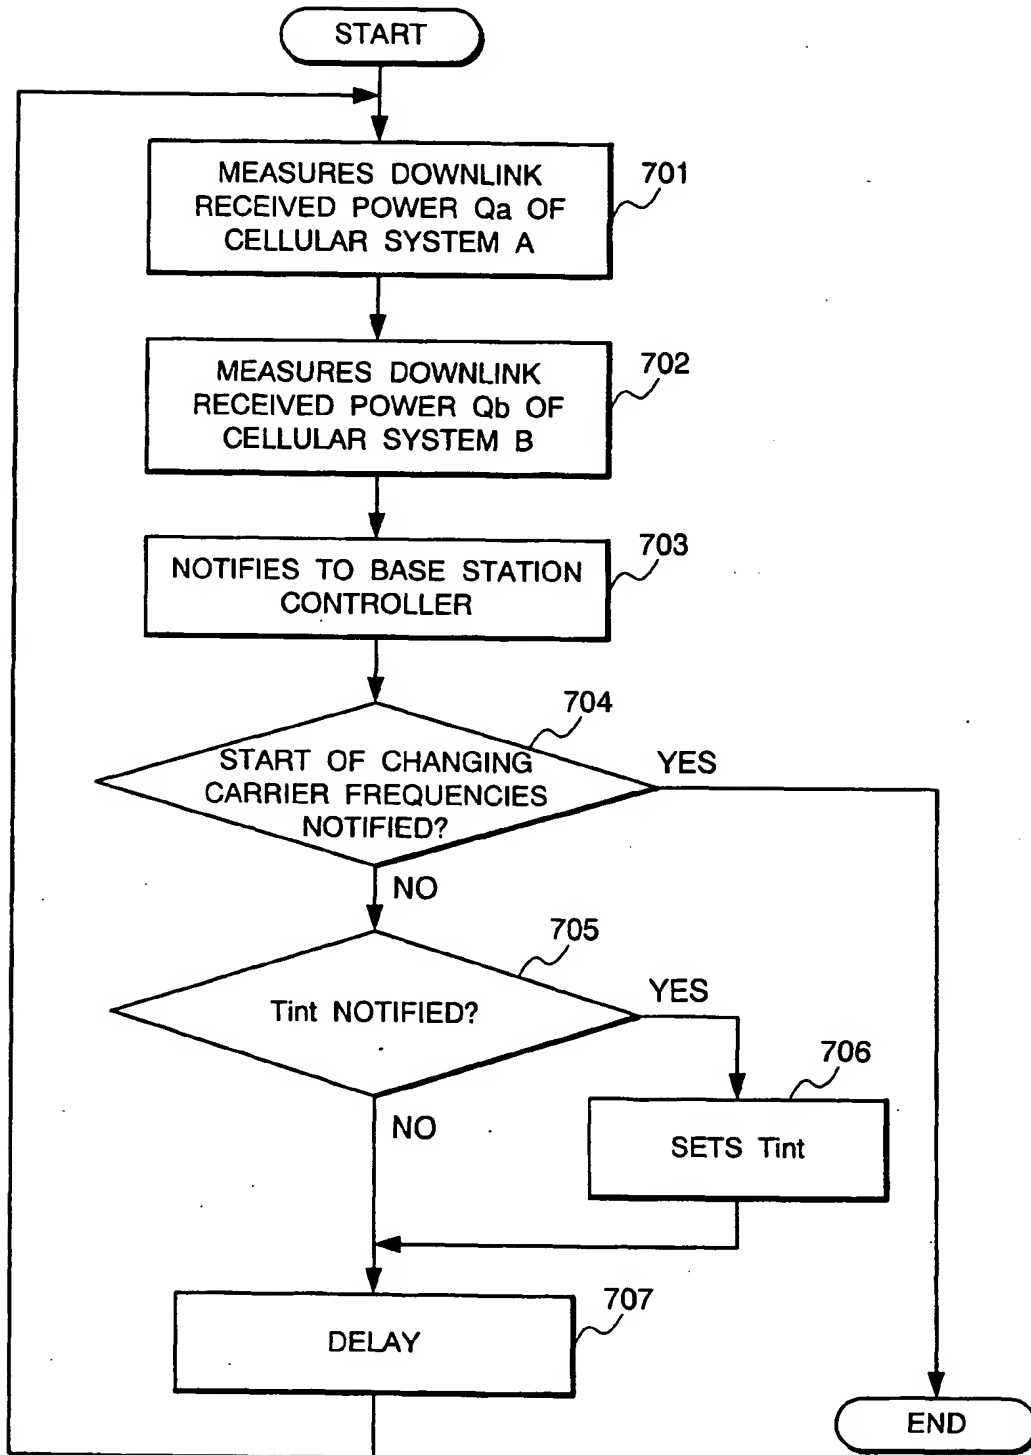 START
MEASURES DOWNLINK
RECEIVED POWER Qa OF
CELLULAR SYSTEM A
701
MEASURES DOWNLINK
RECEIVED POWER Qb OF
CELLULAR SYSTEM B
702
NOTIFIES TO BASE STATION
CONTROLLER
703
704
START OF CHANGING
CARRIER FREQUENCIES
NOTIFIED?
YES
NO
705
Tint NOTIFIED?
YES
706
NO
SETS Tint
707
DELAY
END